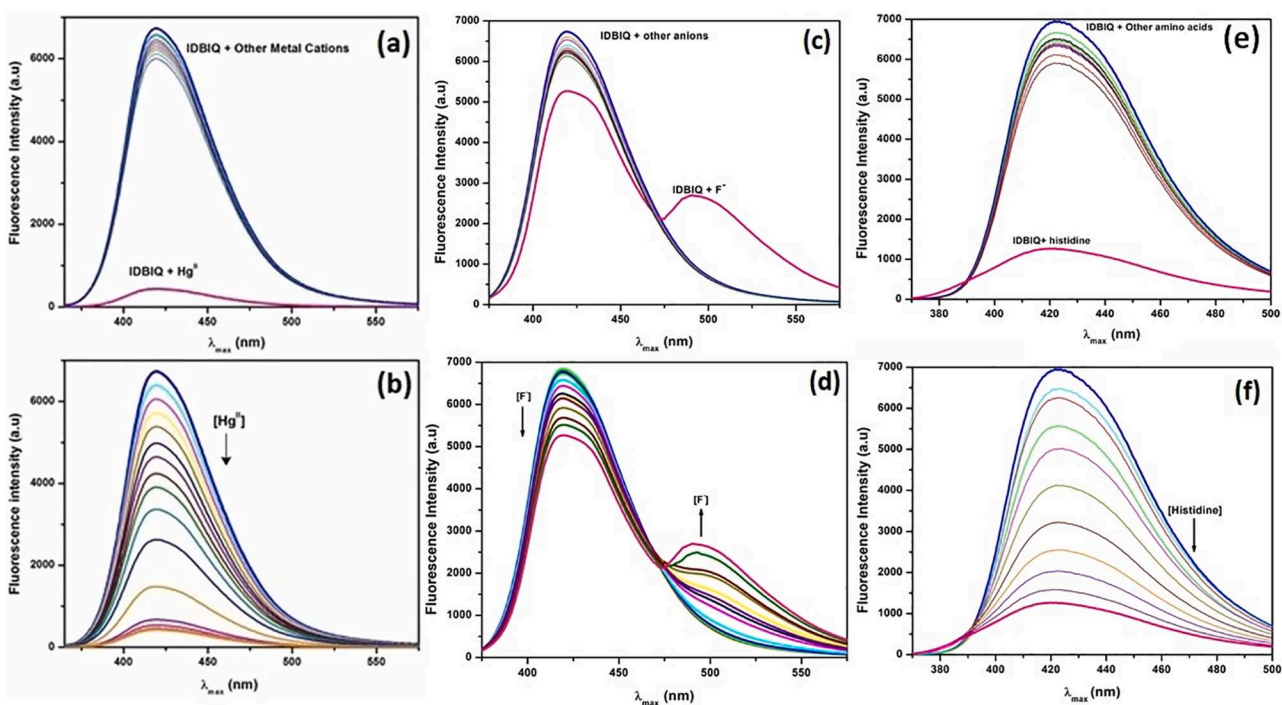 (a)
IDBIQ + Other Metal Cations
IDBIQ + Hg^II
Fluorescence Intensity (a.u)
6000
4000
2000
0
400 450 500 550
λmax (nm)
(c)
IDBIQ + other anions
IDBIQ + F⁻
Fluorescence Intensity (a.u)
7000
6000
5000
4000
3000
2000
1000
0
400 450 500 550
λmax (nm)
(e)
IDBIQ + Other amino acids
IDBIQ+ histidine
Fluorescence Intensity (a.u)
7000
6000
5000
4000
3000
2000
1000
0
380 400 420 440 460 480 500
λmax (nm)
(b)
[Hg^II]
Fluorescence intensity (a.u)
6000
4000
2000
0
400 450 500 550
λmax (nm)
(d)
[F⁻]
[F⁻]
Fluorescence Intensity (a.u)
7000
6000
5000
4000
3000
2000
1000
0
400 450 500 550
λmax (nm)
(f)
[Histidine]
Fluorescence Intensity (a.u)
7000
6000
5000
4000
3000
2000
1000
0
380 400 420 440 460 480 500
λmax (nm)